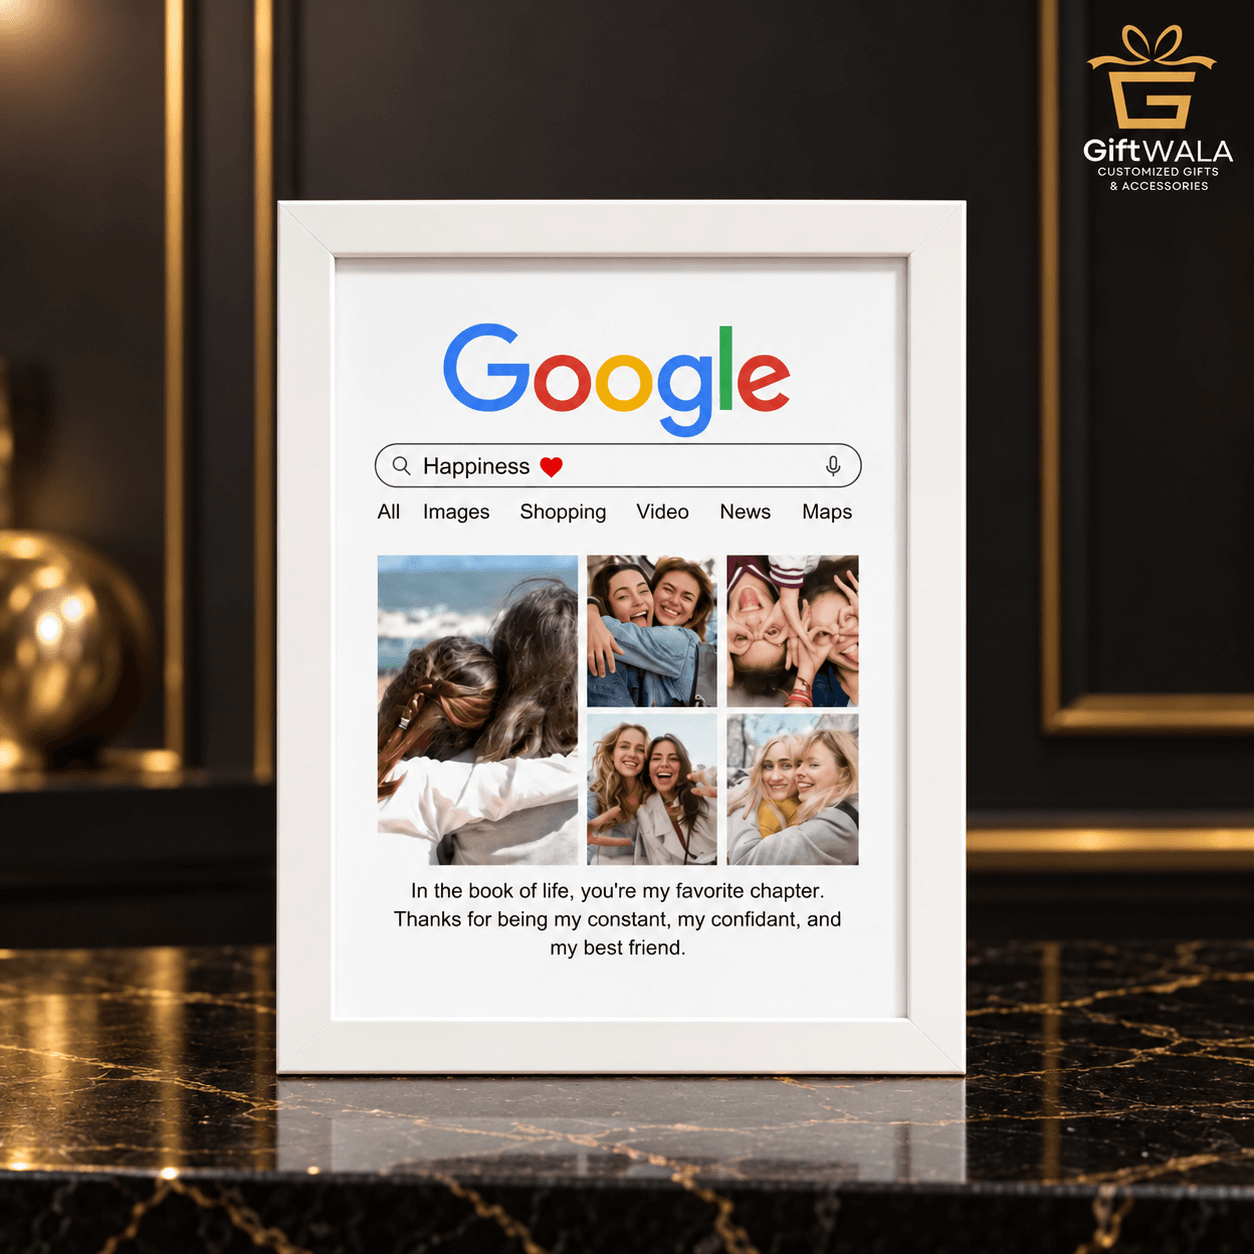 GiftWALA
CUSTOMIZED GIFTS
& ACCESSORIES
Google
Happiness ❤️
All Images Shopping Video News Maps
In the book of life, you're my favorite chapter.
Thanks for being my constant, my confidant, and
my best friend.